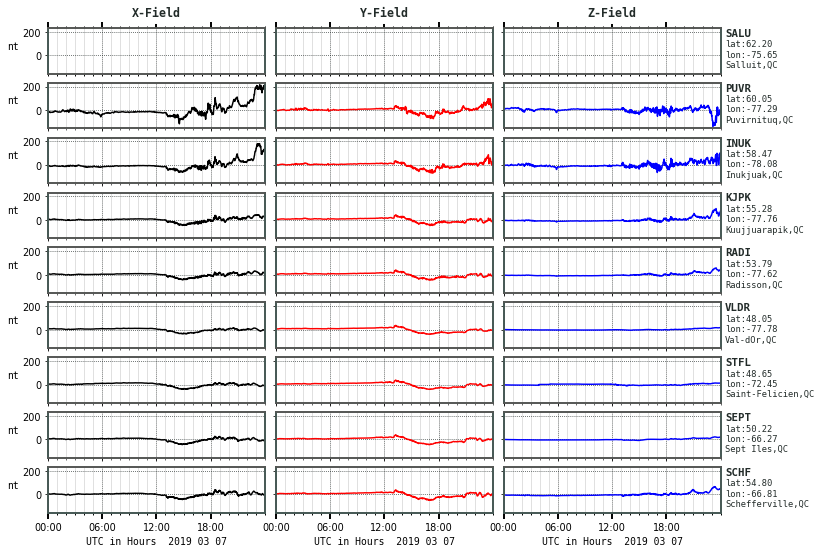 X-Field Y-Field Z-Field
200
0
nt
SALU
lat:62.20
lon:-75.65
Salluit,QC
200
0
nt
PUVR
lat:60.05
lon:-77.29
Puvirnituq,QC
200
0
nt
INUK
lat:58.47
lon:-78.08
Inukjuak,QC
200
0
nt
KJPK
lat:55.28
lon:-77.76
Kuujjuarapik,QC
200
0
nt
RADI
lat:53.79
lon:-77.62
Radisson,QC
200
0
nt
VLDR
lat:48.05
lon:-77.78
Val-dOr,QC
200
0
nt
STFL
lat:48.65
lon:-72.45
Saint-Felicien,QC
200
0
nt
SEPT
lat:50.22
lon:-66.27
Sept Iles,QC
200
0
nt
SCHF
lat:54.80
lon:-66.81
Schefferville,QC
00:00 06:00 12:00 18:00 00:00 06:00 12:00 18:00 00:00 06:00 12:00 18:00
UTC in Hours 2019 03 07 UTC in Hours 2019 03 07 UTC in Hours 2019 03 07